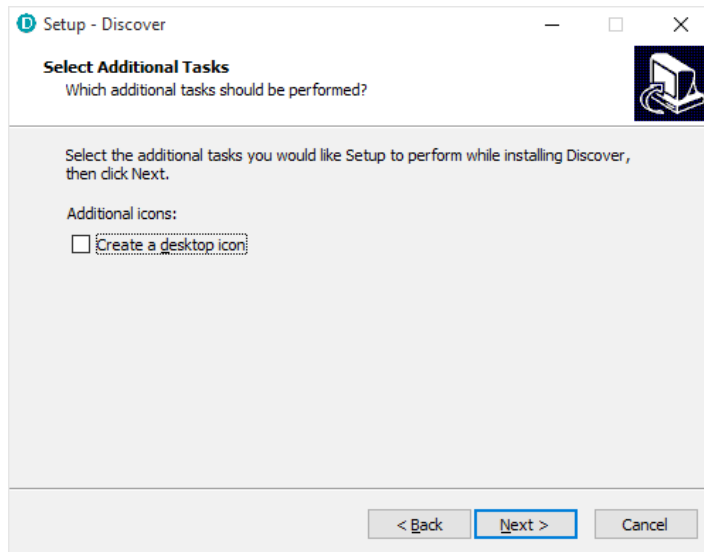 Setup - Discover
Select Additional Tasks
Which additional tasks should be performed?
Select the additional tasks you would like Setup to perform while installing Discover,
then click Next.
Additional icons:
Create a desktop icon
< Back Next > Cancel